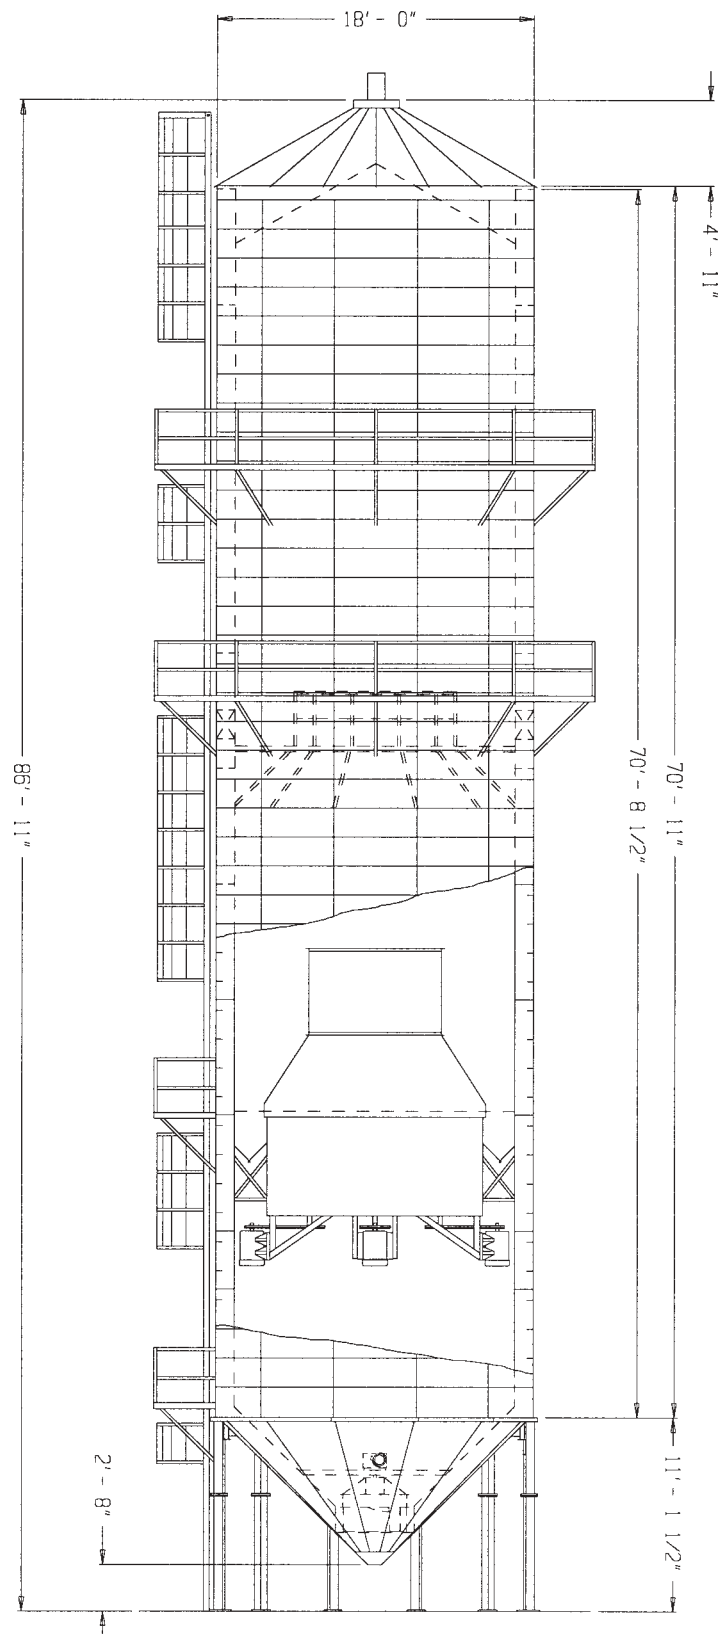 18' - 0"
4' - 11"
86' - 11"
70' - 8 1/2"
70' - 11"
2' - 8"
11' - 1 1/2"